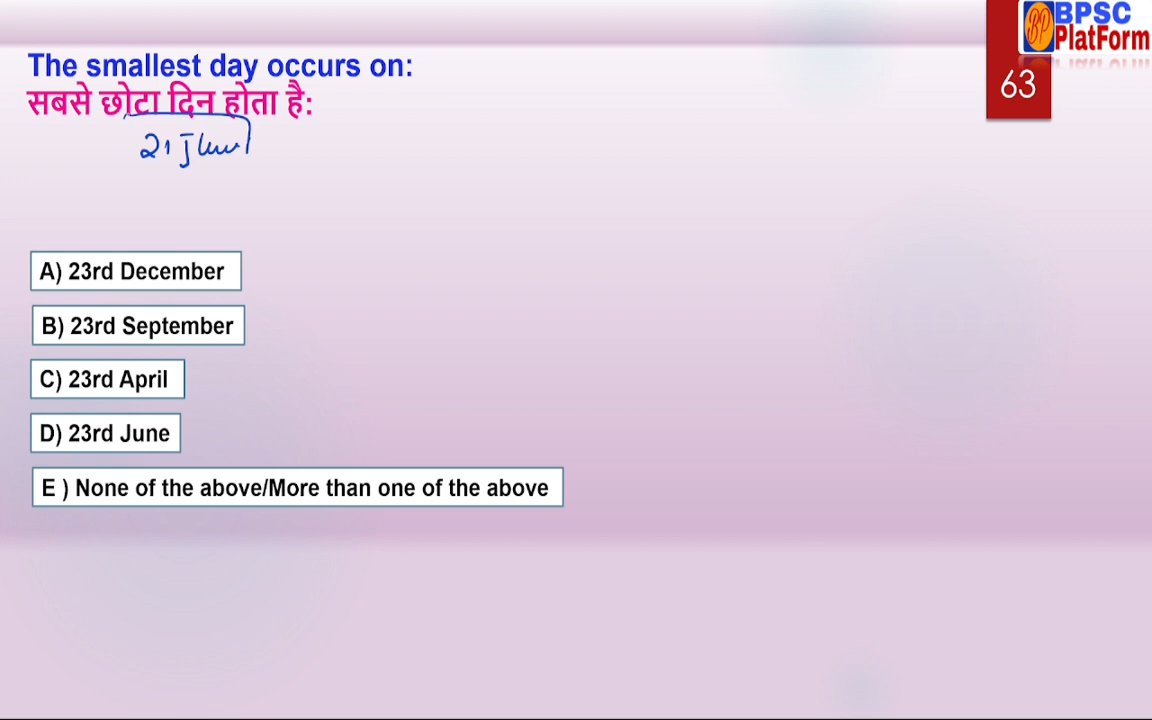 BPSC
PlatForm
63
The smallest day occurs on:
सबसे छोटा दिन होता है:
21 June
A) 23rd December
B) 23rd September
C) 23rd April
D) 23rd June
E ) None of the above/More than one of the above